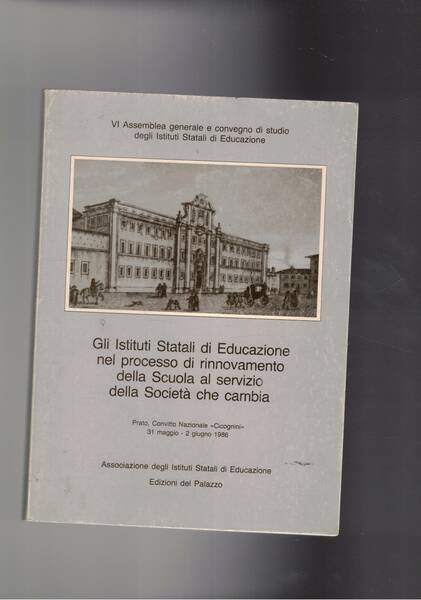 VI Assemblea generale e convegno di studio
degli Istituti Statali di Educazione
Gli Istituti Statali di Educazione
nel processo di rinnovamento
della Scuola al servizio
della Società che cambia
Prato, Convitto Nazionale «Cicognini»
31 maggio - 2 giugno 1986
Associazione degli Istituti Statali di Educazione
Edizioni del Palazzo